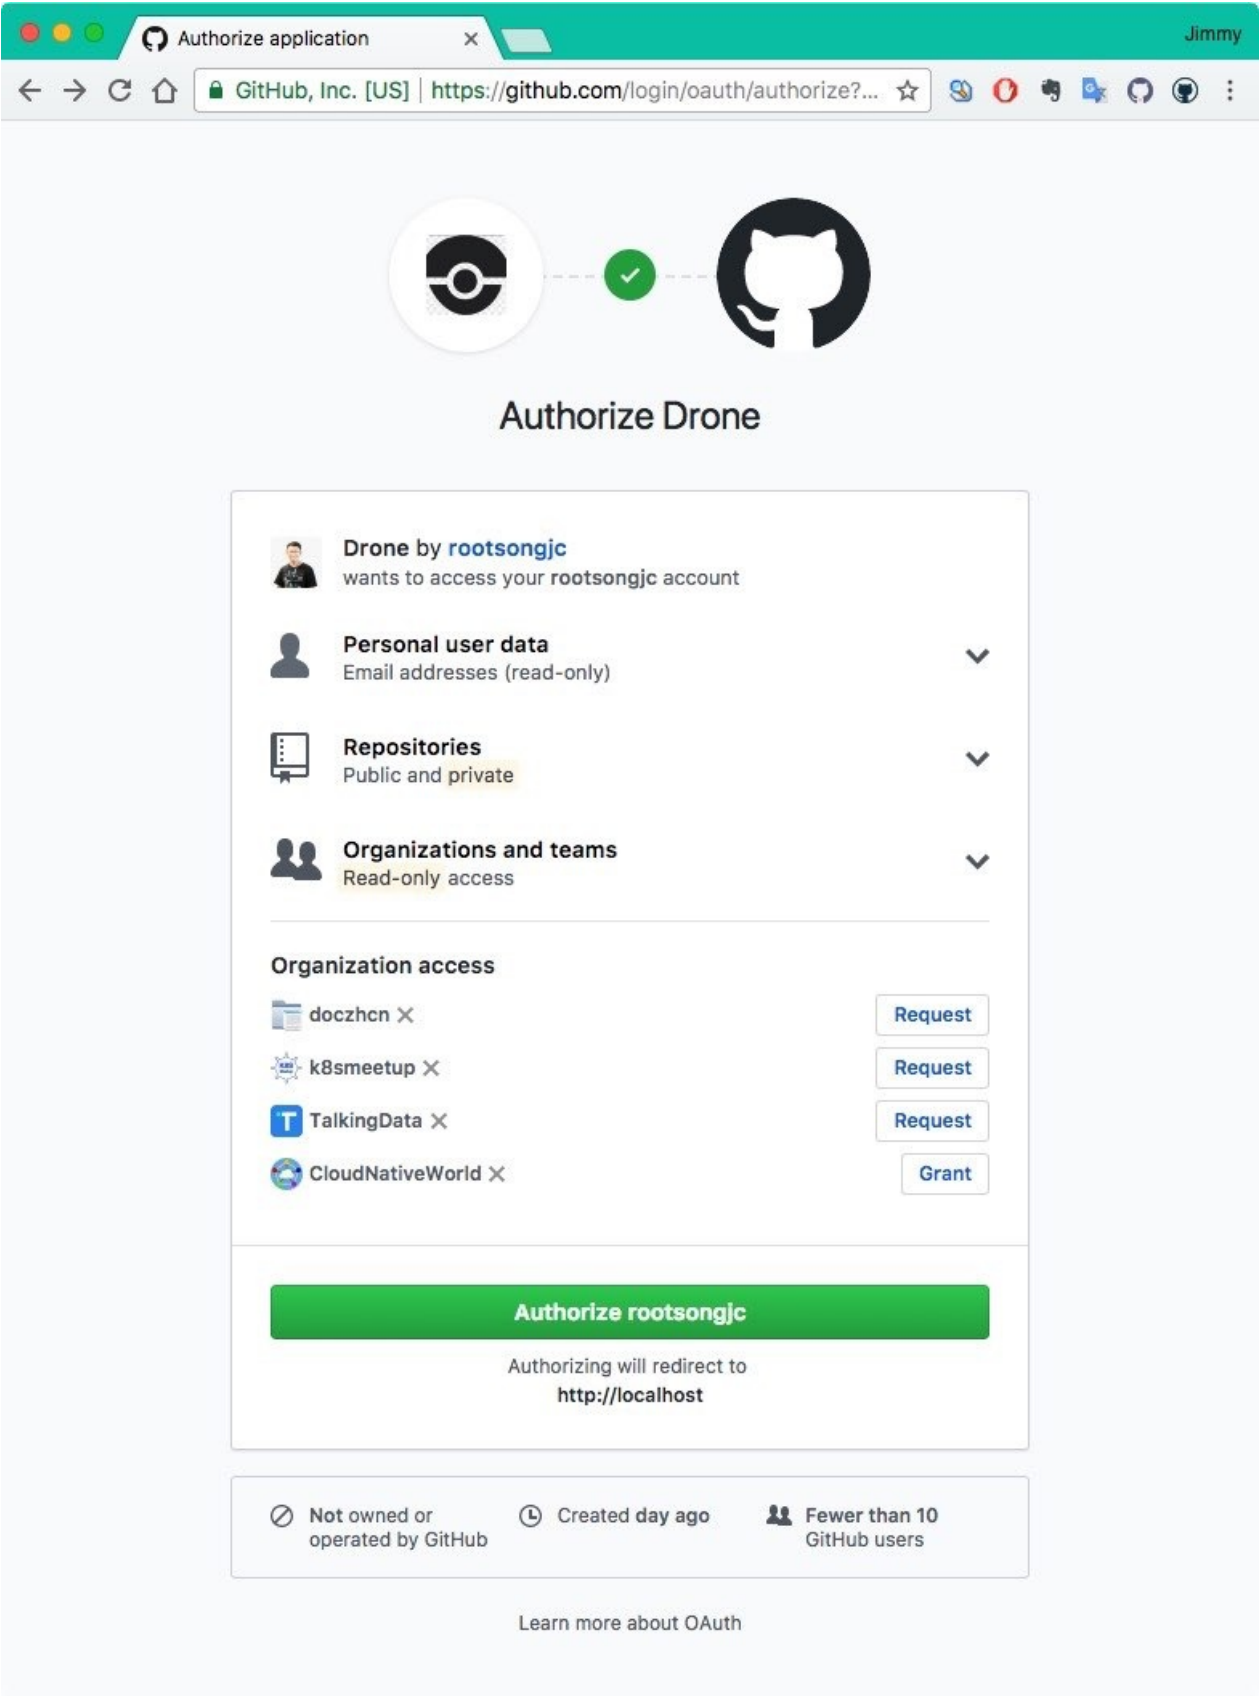 Authorize application
Jimmy
GitHub, Inc. [US] | https://github.com/login/oauth/authorize?...
Authorize Drone
Drone by rootsongjc
wants to access your rootsongjc account
Personal user data
Email addresses (read-only)
Repositories
Public and private
Organizations and teams
Read-only access
Organization access
doczhcn
Request
k8smeetup
Request
TalkingData
Request
CloudNativeWorld
Grant
Authorize rootsongjc
Authorizing will redirect to
http://localhost
Not owned or
operated by GitHub
Created day ago
Fewer than 10
GitHub users
Learn more about OAuth